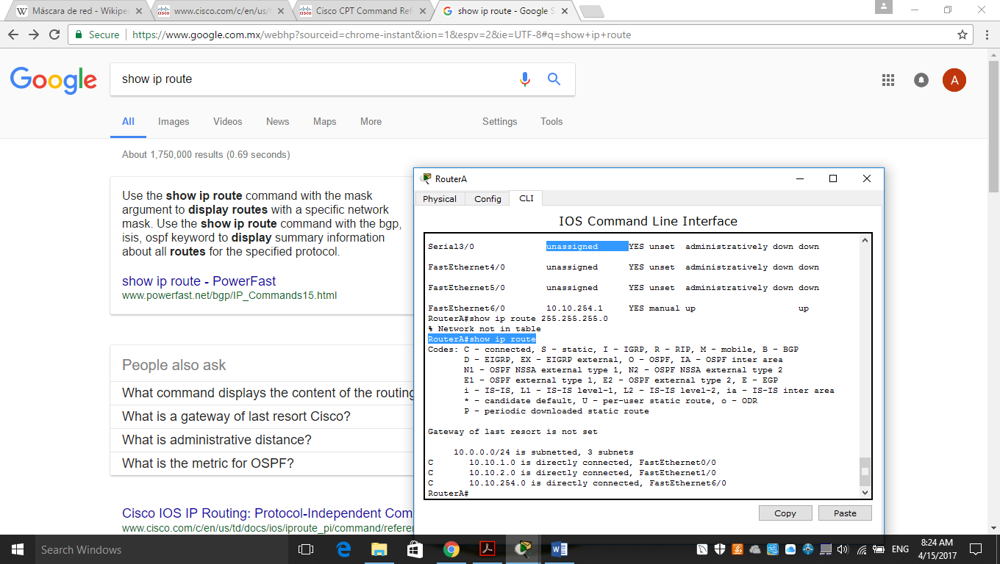 Máscara de red - Wikipe
www.cisco.com/c/en/us/
Cisco CPT Command Ref
show ip route - Google S
Secure
https://www.google.com.mx/webhp?sourceid=chrome-instant&ion=1&espv=2&ie=UTF-8#q=show+ip+route
Google
show ip route
A
All Images Videos News Maps More Settings Tools
About 1,750,000 results (0.69 seconds)
Use the show ip route command with the mask
argument to display routes with a specific network
mask. Use the show ip route command with the bgp,
isis, ospf keyword to display summary information
about all routes for the specified protocol.
show ip route - PowerFast
www.powerfast.net/bgp/IP_Commands15.html
People also ask
What command displays the content of the routing
What is a gateway of last resort Cisco?
What is administrative distance?
What is the metric for OSPF?
Cisco IOS IP Routing: Protocol-Independent Com
www.cisco.com/c/en/us/td/docs/ios/iproute_pi/command/refere
RouterA
Physical Config CLI
IOS Command Line Interface
Serial3/0 unassigned YES unset administratively down down
FastEthernet4/0 unassigned YES unset administratively down down
FastEthernet5/0 unassigned YES unset administratively down down
FastEthernet6/0 10.10.254.1 YES manual up up
RouterA#show ip route 255.255.255.0
% Network not in table
RouterA#show ip route
Codes: C - connected, S - static, I - IGRP, R - RIP, M - mobile, B - BGP
D - EIGRP, EX - EIGRP external, O - OSPF, IA - OSPF inter area
N1 - OSPF NSSA external type 1, N2 - OSPF NSSA external type 2
E1 - OSPF external type 1, E2 - OSPF external type 2, E - EGP
i - IS-IS, L1 - IS-IS level-1, L2 - IS-IS level-2, ia - IS-IS inter area
* - candidate default, U - per-user static route, o - ODR
P - periodic downloaded static route
Gateway of last resort is not set
10.0.0.0/24 is subnetted, 3 subnets
C 10.10.1.0 is directly connected, FastEthernet0/0
C 10.10.2.0 is directly connected, FastEthernet1/0
C 10.10.254.0 is directly connected, FastEthernet6/0
RouterA#
Copy Paste
Search Windows
ENG
8:24 AM
4/15/2017